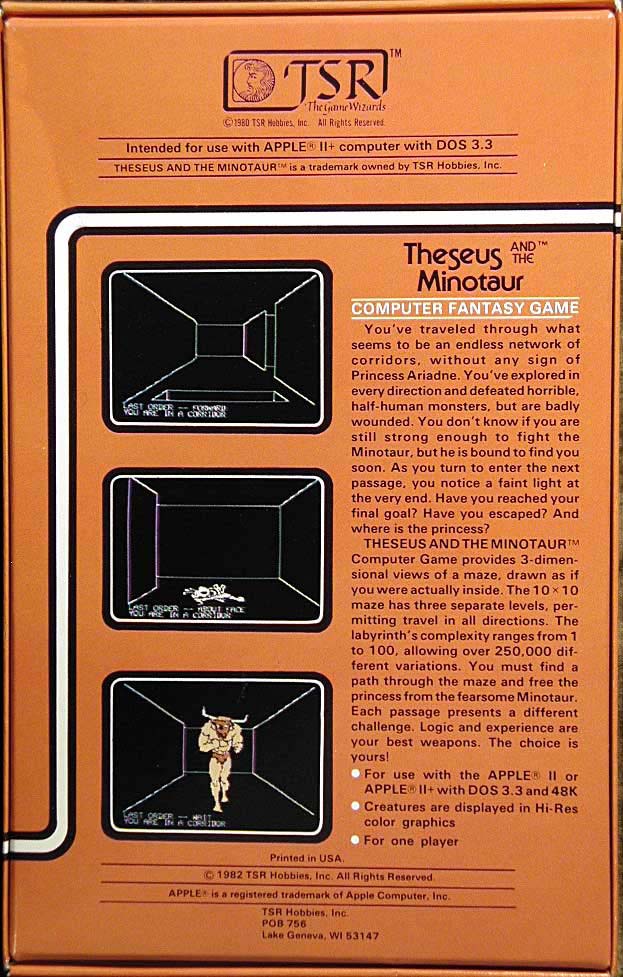 TSR™
The Game Wizards
©1980 TSR Hobbies, Inc. All Rights Reserved.
Intended for use with APPLE® II+ computer with DOS 3.3
THESEUS AND THE MINOTAUR™ is a trademark owned by TSR Hobbies, Inc.
Theseus AND THE™
Minotaur
COMPUTER FANTASY GAME
You've traveled through what
seems to be an endless network of
corridors, without any sign of
Princess Ariadne. You've explored in
every direction and defeated horrible,
half-human monsters, but are badly
wounded. You don't know if you are
still strong enough to fight the
Minotaur, but he is bound to find you
soon. As you turn to enter the next
passage, you notice a faint light at
the very end. Have you reached your
final goal? Have you escaped? And
where is the princess?
THESEUS AND THE MINOTAUR™
Computer Game provides 3-dimen-
sional views of a maze, drawn as if
you were actually inside. The 10 × 10
maze has three separate levels, per-
mitting travel in all directions. The
labyrinth's complexity ranges from 1
to 100, allowing over 250,000 dif-
ferent variations. You must find a
path through the maze and free the
princess from the fearsome Minotaur.
Each passage presents a different
challenge. Logic and experience are
your best weapons. The choice is
yours!
For use with the APPLE® II or
APPLE® II+ with DOS 3.3 and 48K
Creatures are displayed in Hi-Res
color graphics
For one player
LAST ORDER -- FORWARD
YOU ARE IN A CORRIDOR
LAST ORDER -- ABOUT FACE
YOU ARE IN A CORRIDOR
LAST ORDER -- WAIT
YOU ARE IN A CORRIDOR
Printed in USA.
© 1982 TSR Hobbies, Inc. All Rights Reserved.
APPLE® is a registered trademark of Apple Computer, Inc.
TSR Hobbies, Inc.
POB 756
Lake Geneva, WI 53147